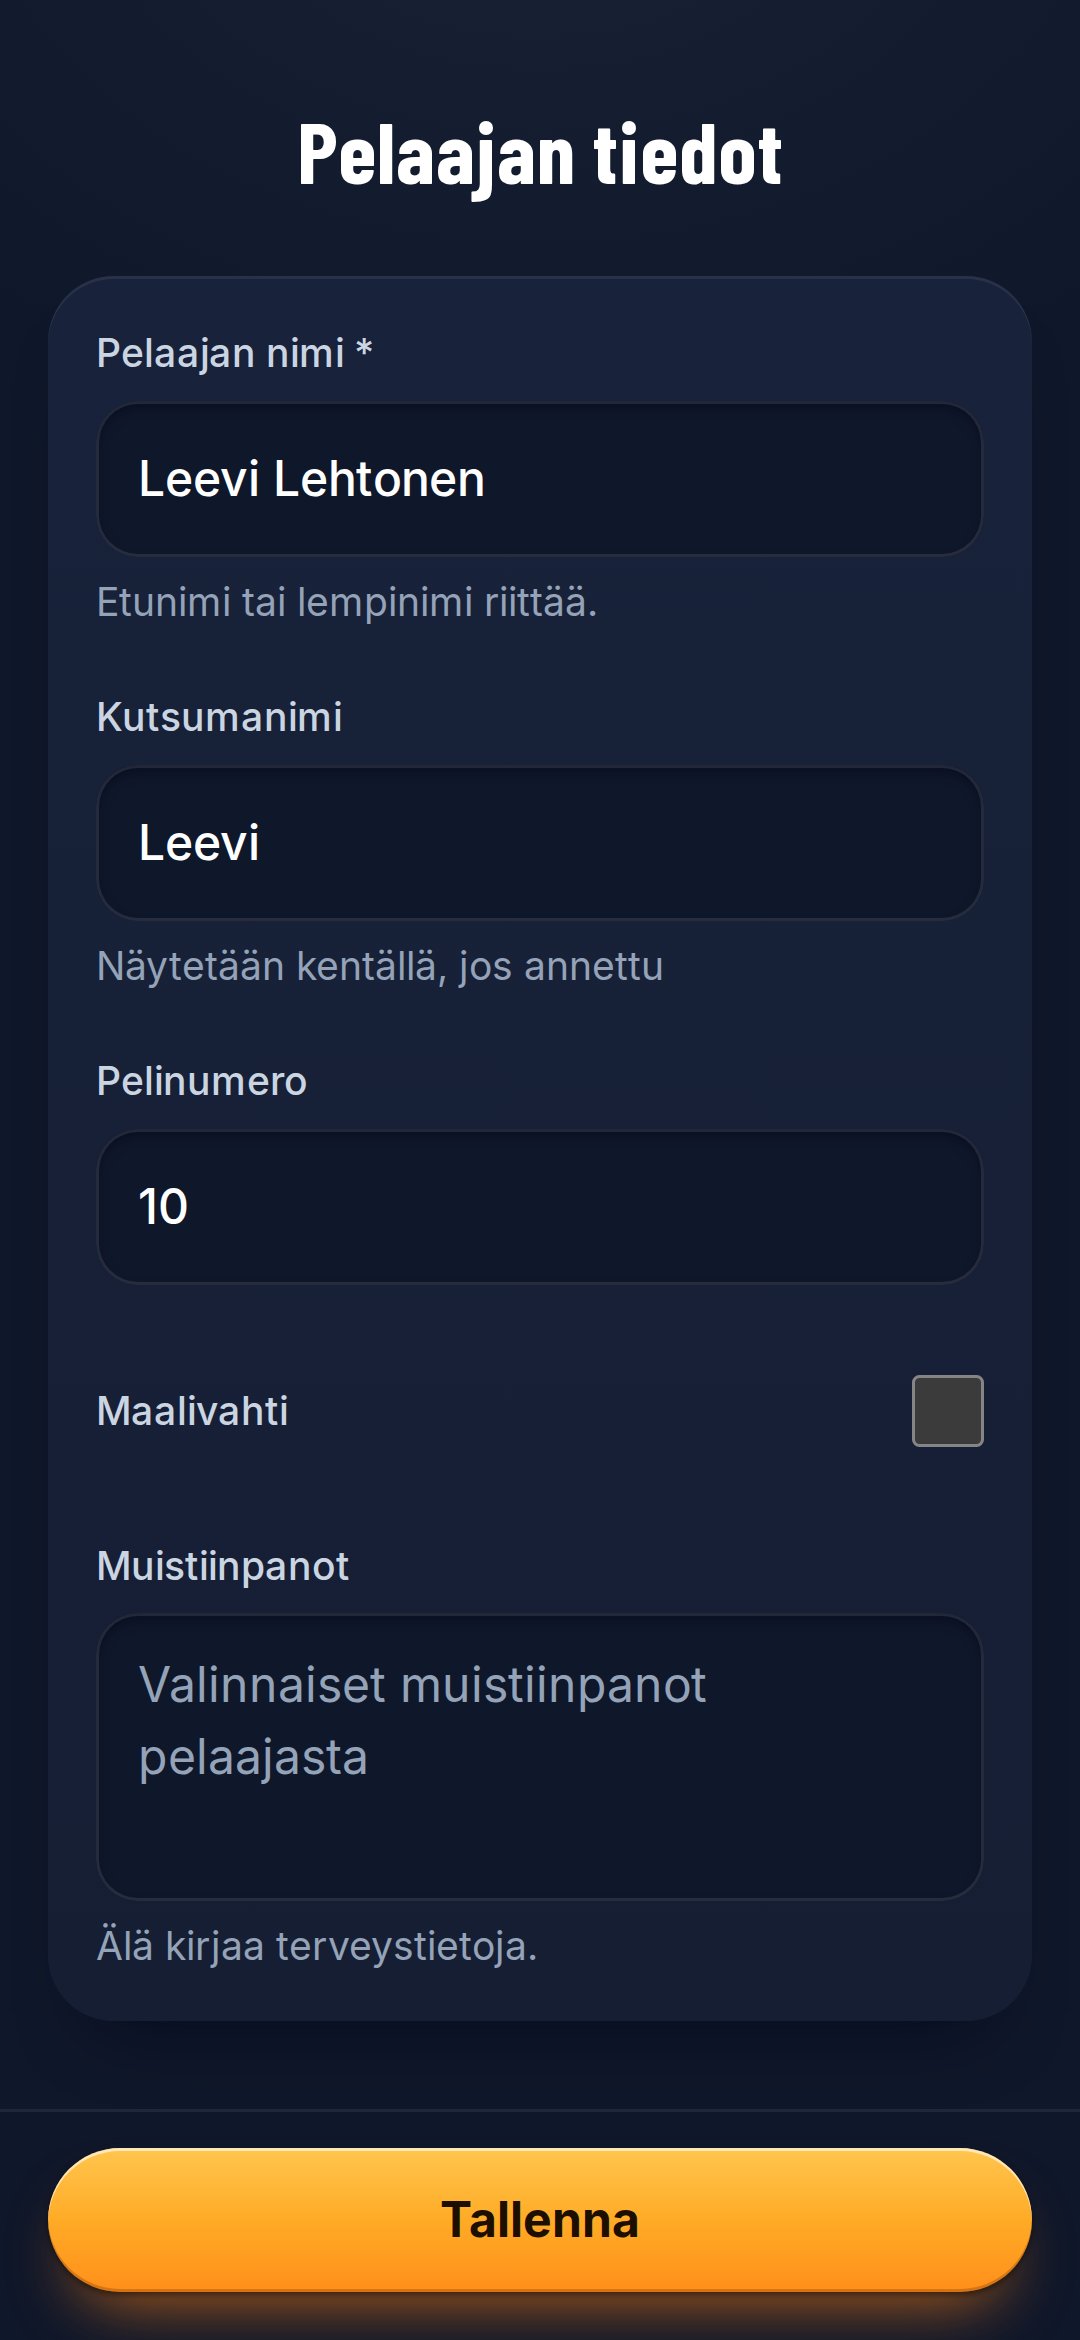 Pelaajan tiedot
Pelaajan nimi *
Leevi Lehtonen
Etunimi tai lempinimi riittää.
Kutsumanimi
Leevi
Näytetään kentällä, jos annettu
Pelinumero
10
Maalivahti
Muistiinpanot
Valinnaiset muistiinpanot
pelaajasta
Älä kirjaa terveystietoja.
Tallenna